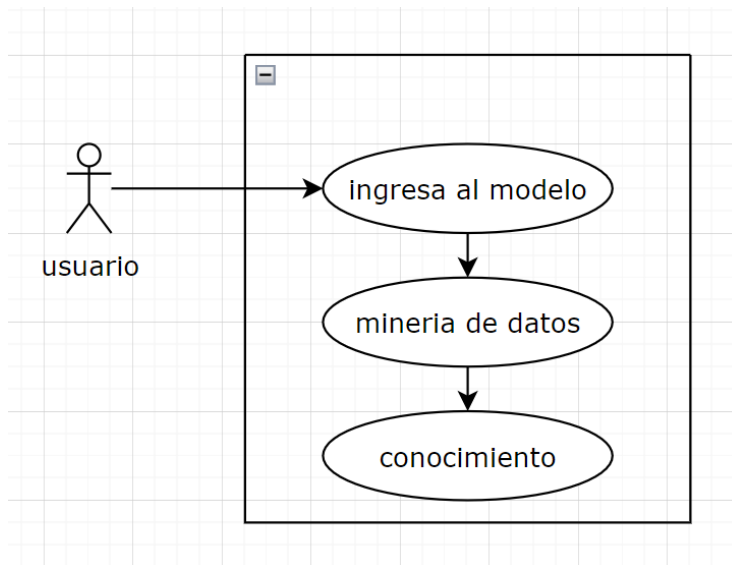 ingresa al modelo
usuario
mineria de datos
conocimiento